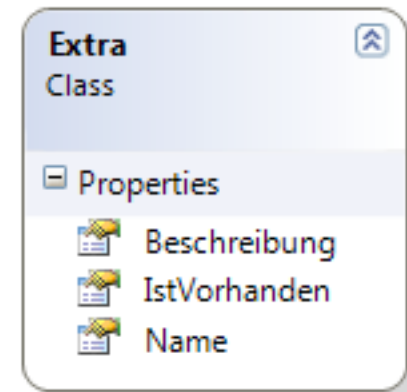 Extra
Class
Properties
Beschreibung
IstVorhanden
Name